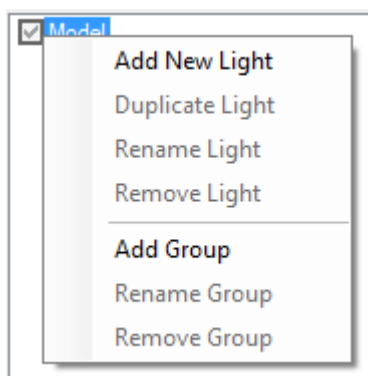 Model
Add New Light
Duplicate Light
Rename Light
Remove Light
Add Group
Rename Group
Remove Group